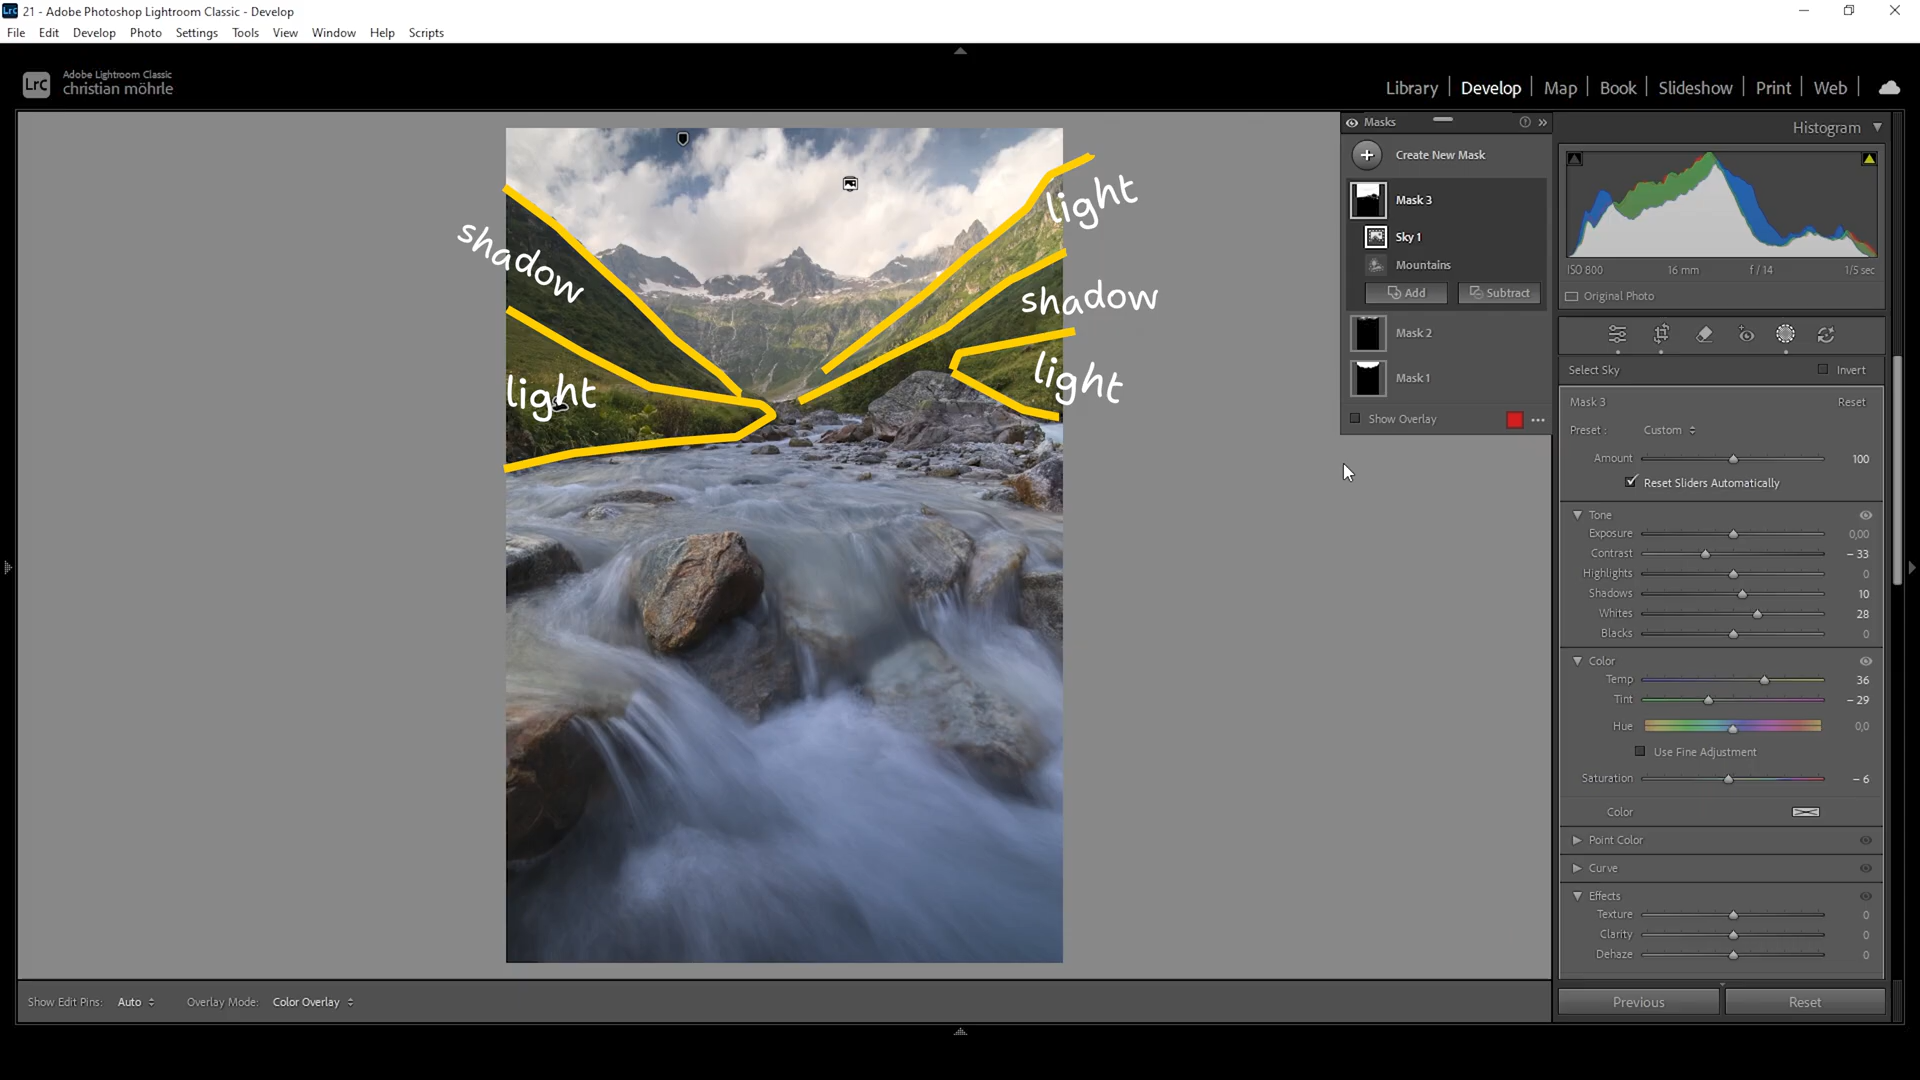 21 - Adobe Photoshop Lightroom Classic - Develop
File Edit Develop Photo Settings Tools View Window Help Scripts
LrC
Adobe Lightroom Classic
christian möhrle
Library Develop Map Book Slideshow Print Web
shadow
light
light
shadow
light
Masks
Create New Mask
Mask 3
Sky 1
Mountains
Add Subtract
Mask 2
Mask 1
Show Overlay
Histogram
ISO 800 16 mm f / 14 1/5 sec
Original Photo
Select Sky Invert
Mask 3 Reset
Preset : Custom
Amount 100
Reset Sliders Automatically
Tone
Exposure 0,00
Contrast – 33
Highlights 0
Shadows 10
Whites 28
Blacks 0
Color
Temp 36
Tint – 29
Hue 0,0
Use Fine Adjustment
Saturation – 6
Color
Point Color
Curve
Effects
Texture 0
Clarity 0
Dehaze 0
Show Edit Pins: Auto Overlay Mode: Color Overlay
Previous Reset